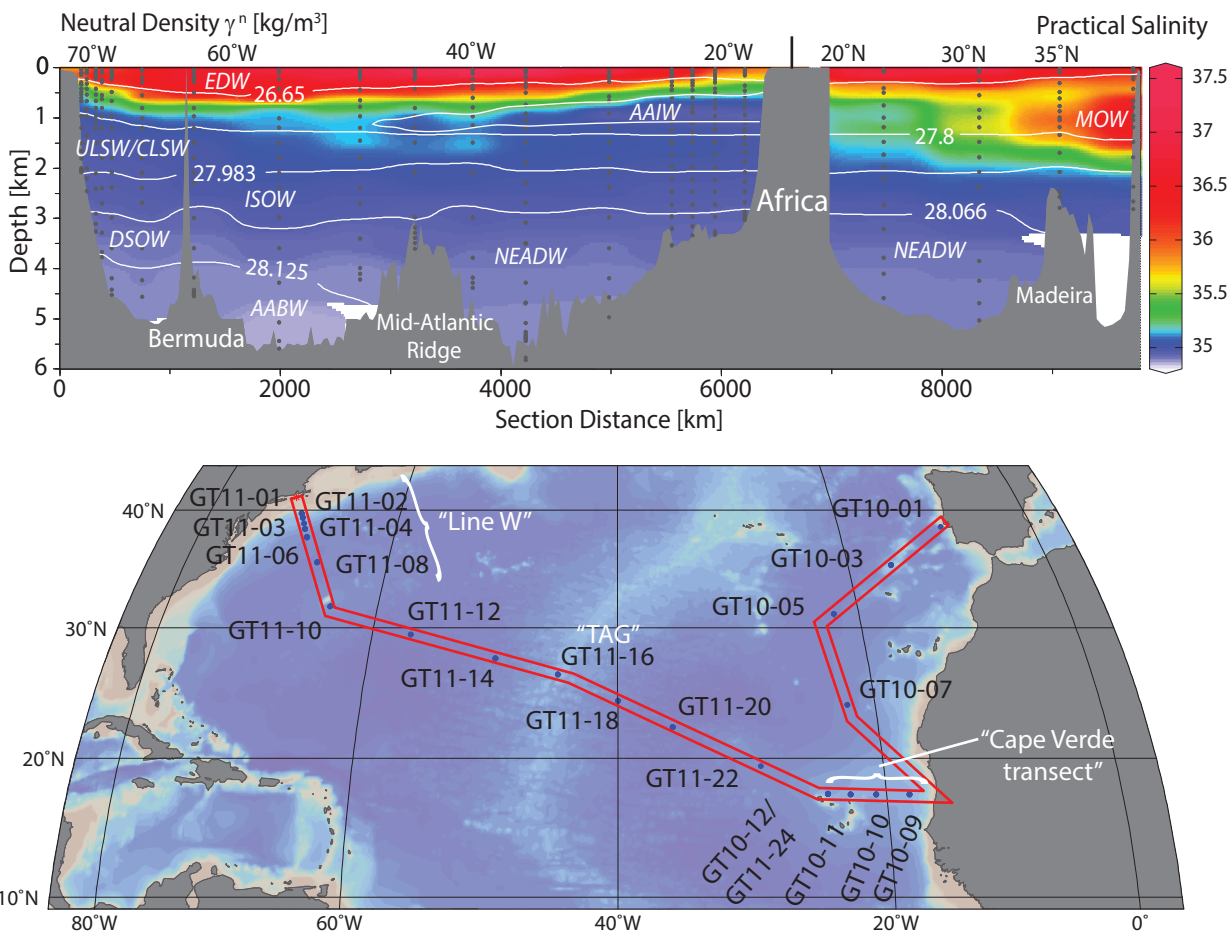 Neutral Density γⁿ [kg/m³]
Practical Salinity
70°W 60°W 40°W 20°W 20°N 30°N 35°N
0
1
2
3
4
5
6
Depth [km]
EDW
26.65
AAIW
MOW
ULSW/CLSW
27.8
27.983
ISOW
Africa
28.066
DSOW
NEADW
NEADW
28.125
AABW
Madeira
Bermuda
Mid-Atlantic
Ridge
37.5
37
36.5
36
35.5
35
0 2000 4000 6000 8000
Section Distance [km]
GT11-01
GT11-02
GT11-03
GT11-04
GT11-06
GT11-08
"Line W"
GT10-01
GT10-03
GT10-05
GT11-12
GT11-10
"TAG"
GT11-16
GT11-14
GT10-07
GT11-18
GT11-20
"Cape Verde
transect"
GT11-22
GT10-12/
GT11-24
GT10-11
GT10-10
GT10-09
40°N
30°N
20°N
10°N
80°W 60°W 40°W 20°W 0°